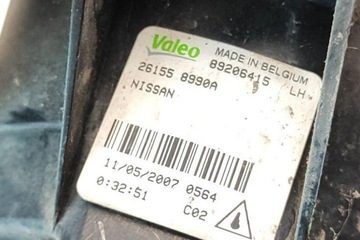 Valeo MADE IN BELGIUM
89206415 LH
26155 8990A
NISSAN
11/05/2007 0564
0:32:51 C02